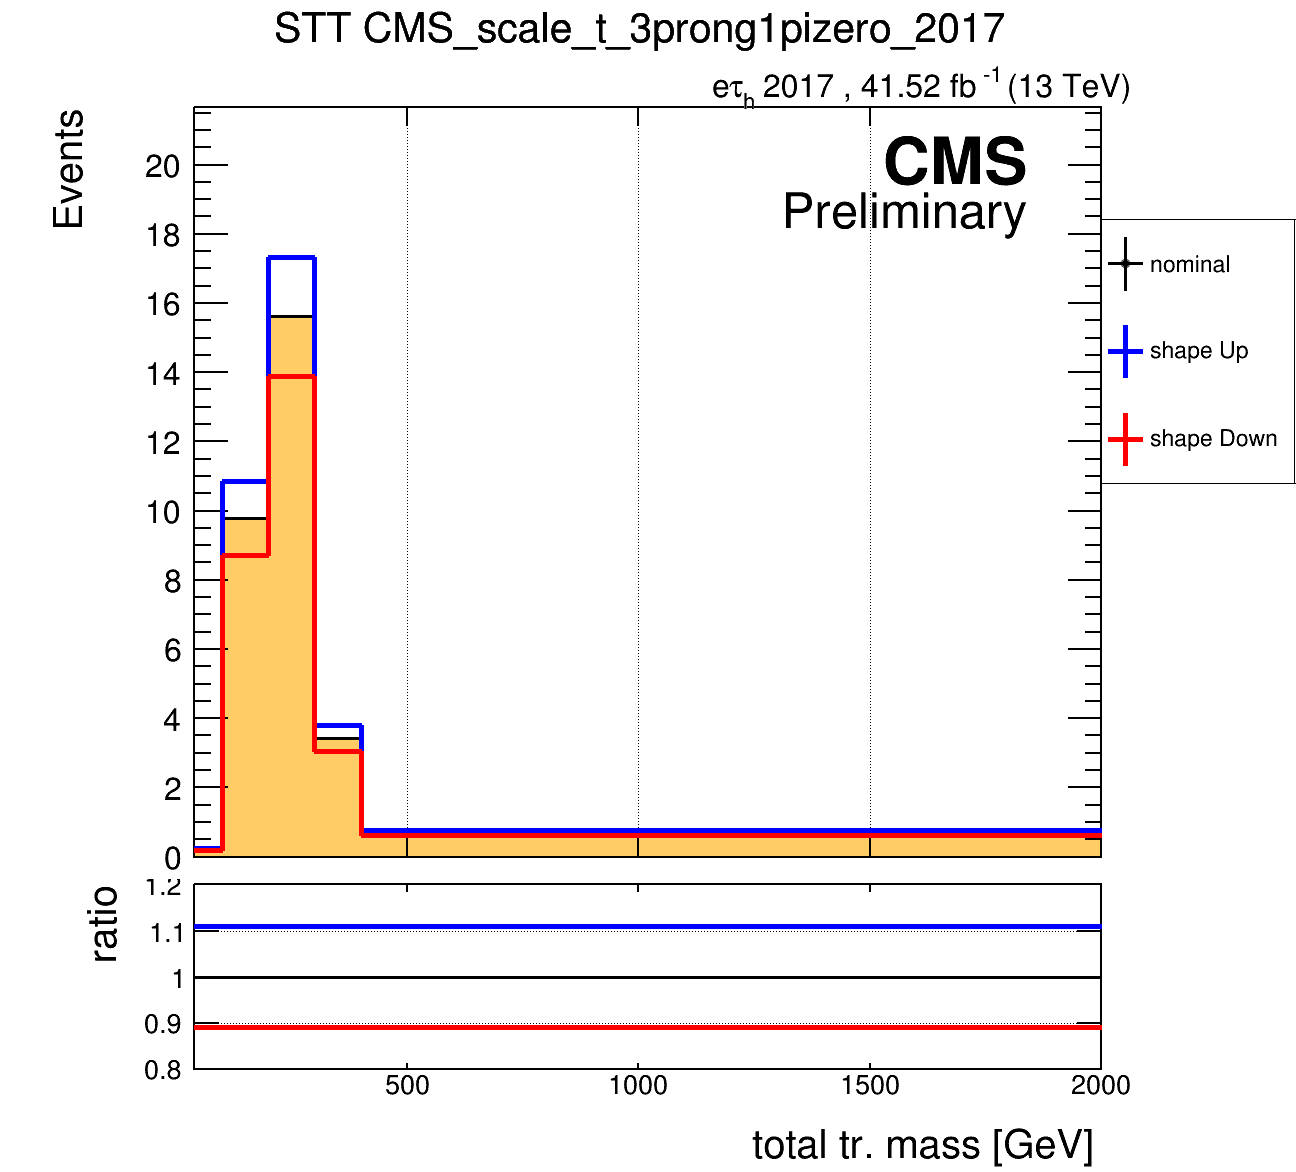 STT CMS_scale_t_3prong1pizero_2017
eτh 2017 , 41.52 fb -1 (13 TeV)
Events
CMS
Preliminary
20
18
16
14
12
10
8
6
4
2
0
nominal
shape Up
shape Down
ratio
1.2
1.1
1
0.9
0.8
500 1000 1500 2000
total tr. mass [GeV]